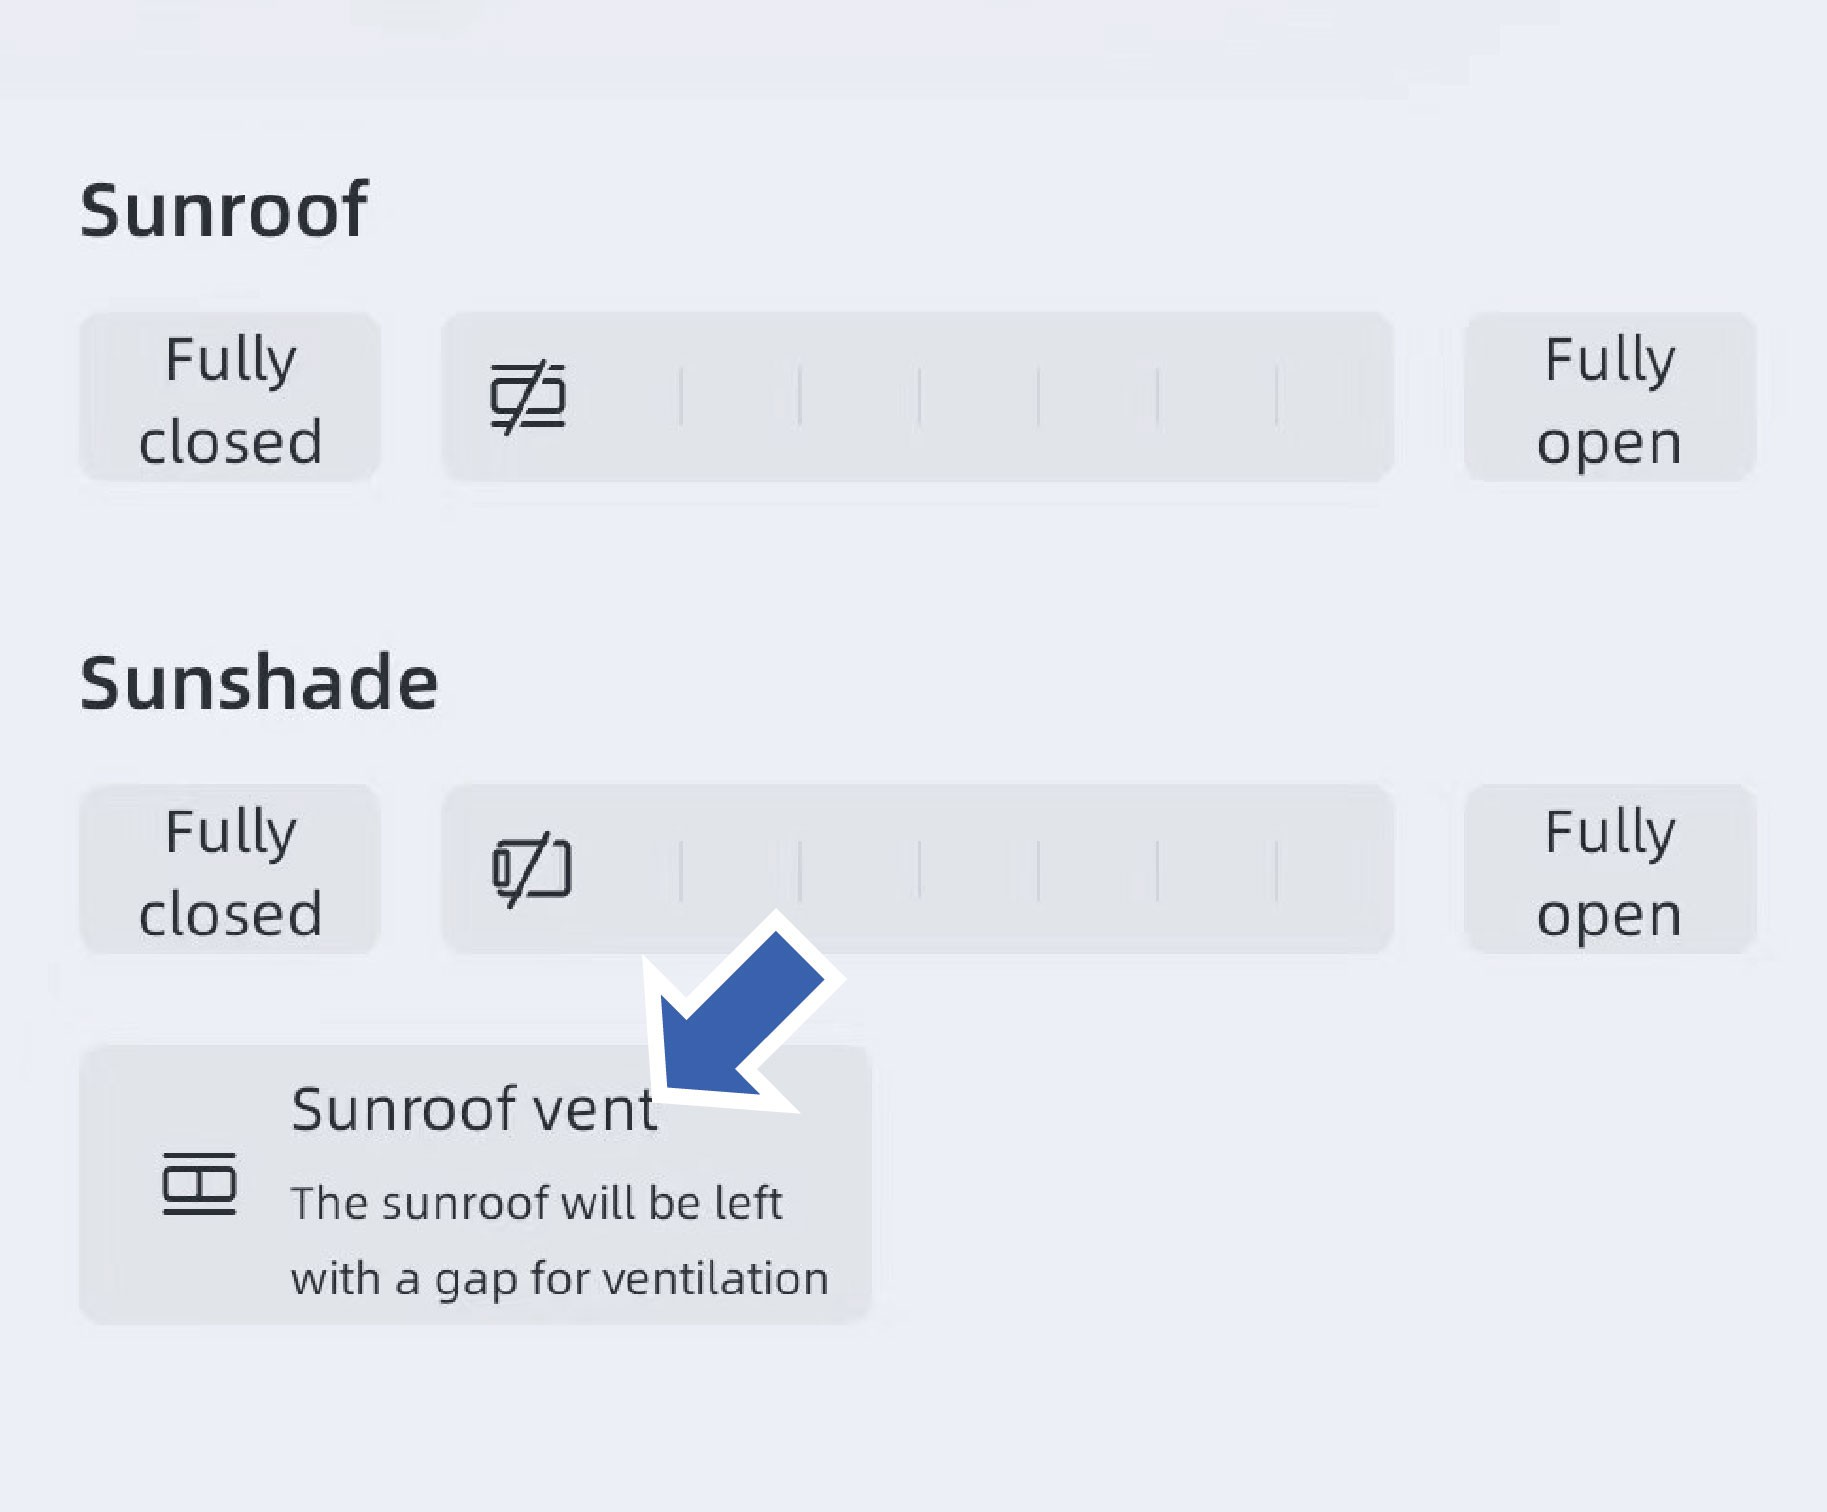 Sunroof
Fully
closed
Fully
open
Sunshade
Fully
closed
Fully
open
Sunroof vent
The sunroof will be left
with a gap for ventilation